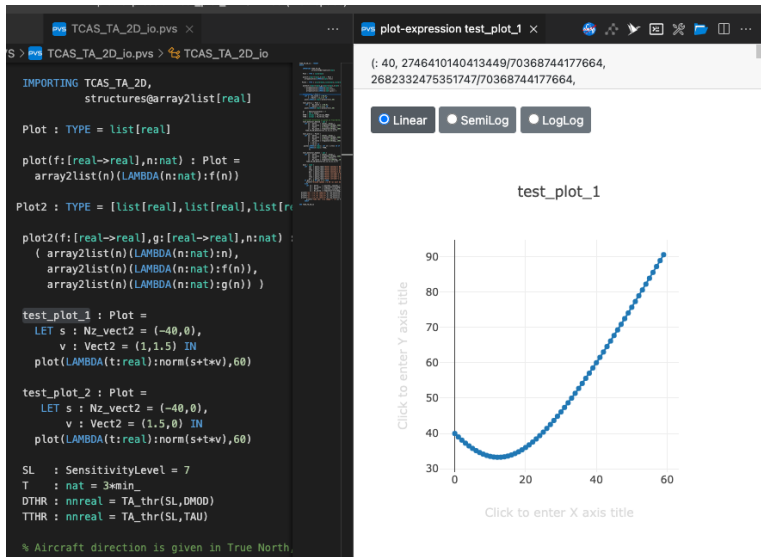 PVS TCAS_TA_2D_io.pvs ×
...
PVS plot-expression test_plot_1 ×
...
'S > PVS TCAS_TA_2D_io.pvs > TCAS_TA_2D_io
IMPORTING TCAS_TA_2D,
structures@array2list[real]
Plot : TYPE = list[real]
plot(f:[real->real],n:nat) : Plot =
array2list(n)(LAMBDA(n:nat):f(n))
Plot2 : TYPE = [list[real],list[real],list[re
plot2(f:[real->real],g:[real->real],n:nat) :
( array2list(n)(LAMBDA(n:nat):n),
array2list(n)(LAMBDA(n:nat):f(n)),
array2list(n)(LAMBDA(n:nat):g(n)) )
test_plot_1 : Plot =
LET s : Nz_vect2 = (-40,0),
v : Vect2 = (1,1.5) IN
plot(LAMBDA(t:real):norm(s+t*v),60)
test_plot_2 : Plot =
LET s : Nz_vect2 = (-40,0),
v : Vect2 = (1.5,0) IN
plot(LAMBDA(t:real):norm(s+t*v),60)
SL : SensitivityLevel = 7
T : nat = 3*min_
DTHR : nnreal = TA_thr(SL,DMOD)
TTHR : nnreal = TA_thr(SL,TAU)
% Aircraft direction is given in True North,
(: 40, 2746410140413449/70368744177664,
2682332475351747/70368744177664,
Linear
SemiLog
LogLog
test_plot_1
Click to enter Y axis title
90
80
70
60
50
40
30
0
20
40
60
Click to enter X axis title